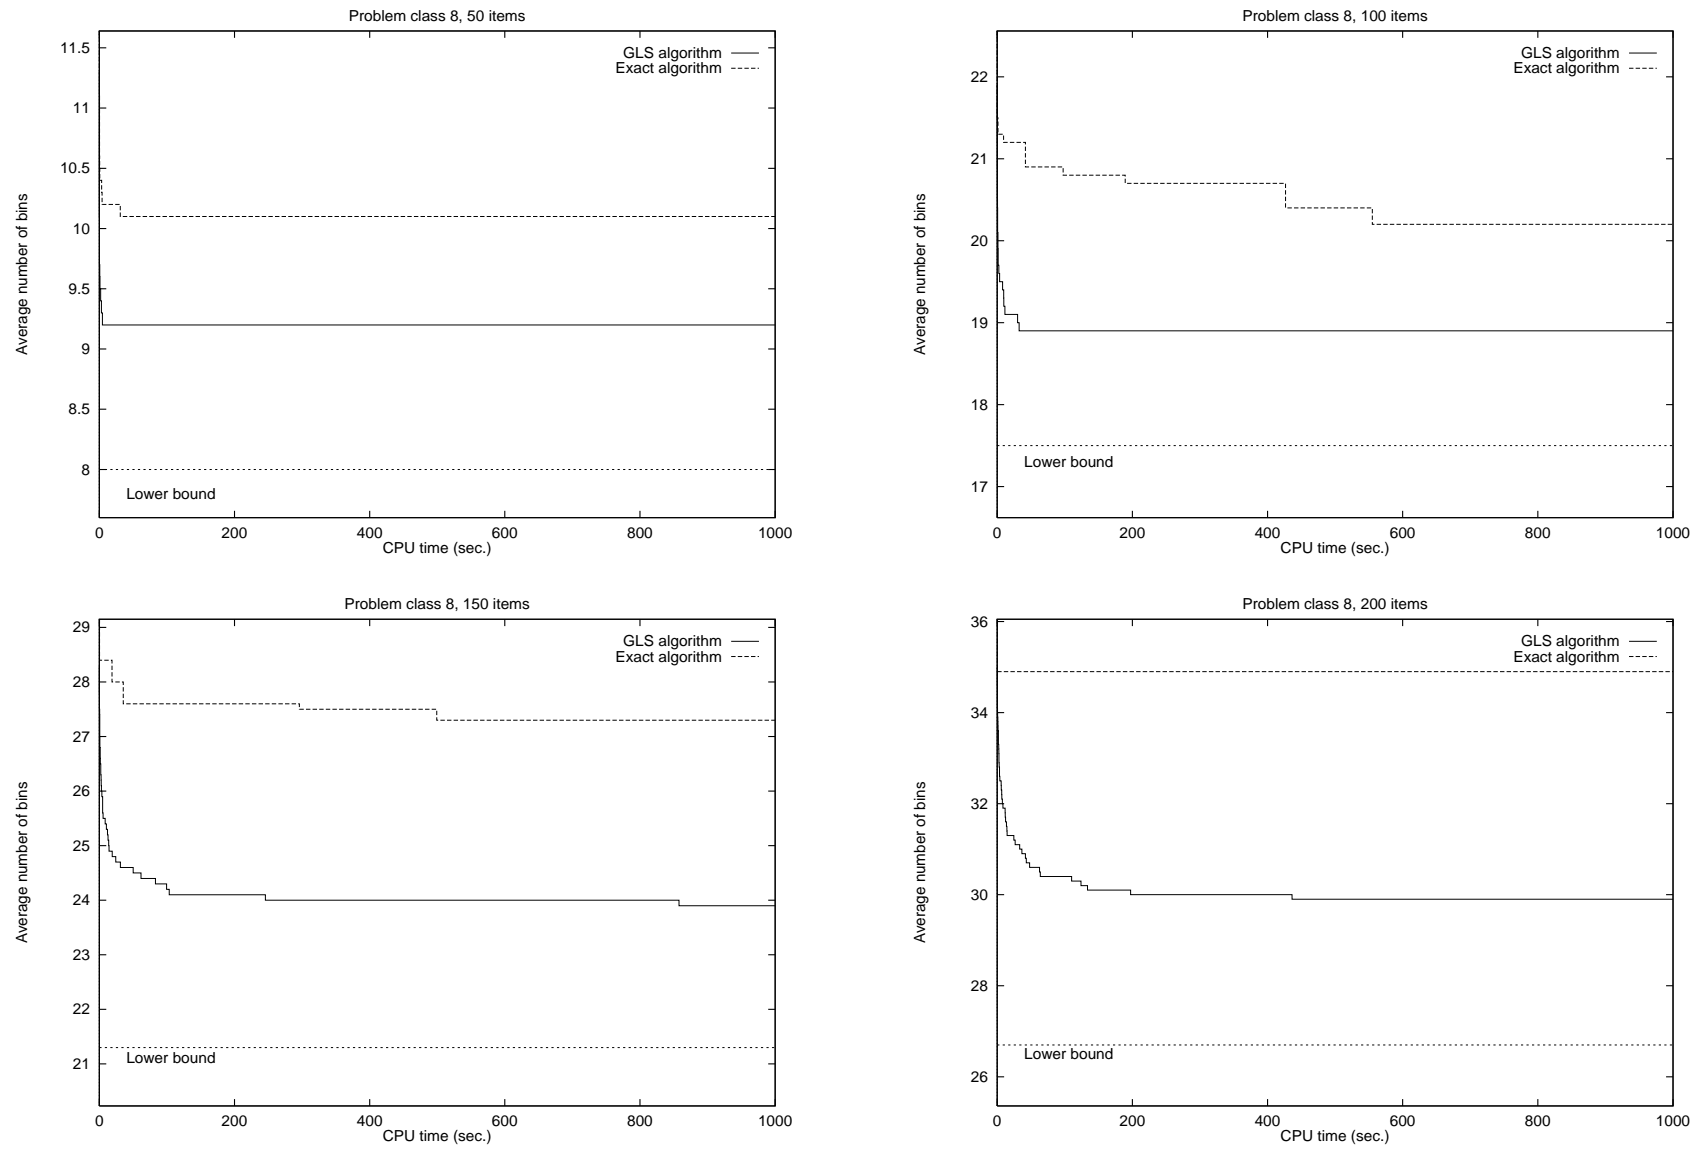 Problem class 8, 50 items
11.5
11
10.5
10
9.5
9
8.5
8
Average number of bins
GLS algorithm
Exact algorithm
Lower bound
0 200 400 600 800 1000
CPU time (sec.)
Problem class 8, 100 items
22
21
20
19
18
17
Average number of bins
GLS algorithm
Exact algorithm
Lower bound
0 200 400 600 800 1000
CPU time (sec.)
Problem class 8, 150 items
29
28
27
26
25
24
23
22
21
Average number of bins
GLS algorithm
Exact algorithm
Lower bound
0 200 400 600 800 1000
CPU time (sec.)
Problem class 8, 200 items
36
34
32
30
28
26
Average number of bins
GLS algorithm
Exact algorithm
Lower bound
0 200 400 600 800 1000
CPU time (sec.)